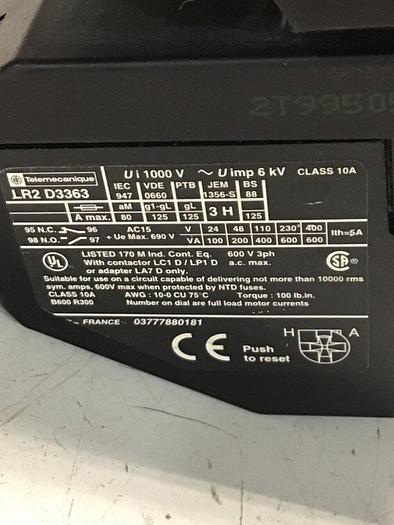 2T9950
Telemecanique
U i 1000 V ~ U imp 6 kV CLASS 10A
LR2 D3363
IEC VDE PTB JEM BS
947 0660 1356-S 88
aM g1-gL gL 3 H
A max. 80 125 125 125
95 N.C. 96 AC15 V 24 48 110 230 400 Ith=5A
98 N.O. 97 + Ue Max. 690 V VA 100 200 400 600 600
UL LISTED 170 M Ind. Cont. Eq. 600 V 3ph
With contactor LC1 D / LP1 D a.c. max.
or adapter LA7 D only. SA
Suitable for use on a circuit capable of delivering not more than 10000 rms
sym. amps, 600V max when protected by NTD fuses.
CLASS 10A AWG : 10-0 CU 75°C Torque : 100 lb.in.
B600 R300 Number on dial are full load motor currents
FRANCE 03777880181
CE Push H A
to reset